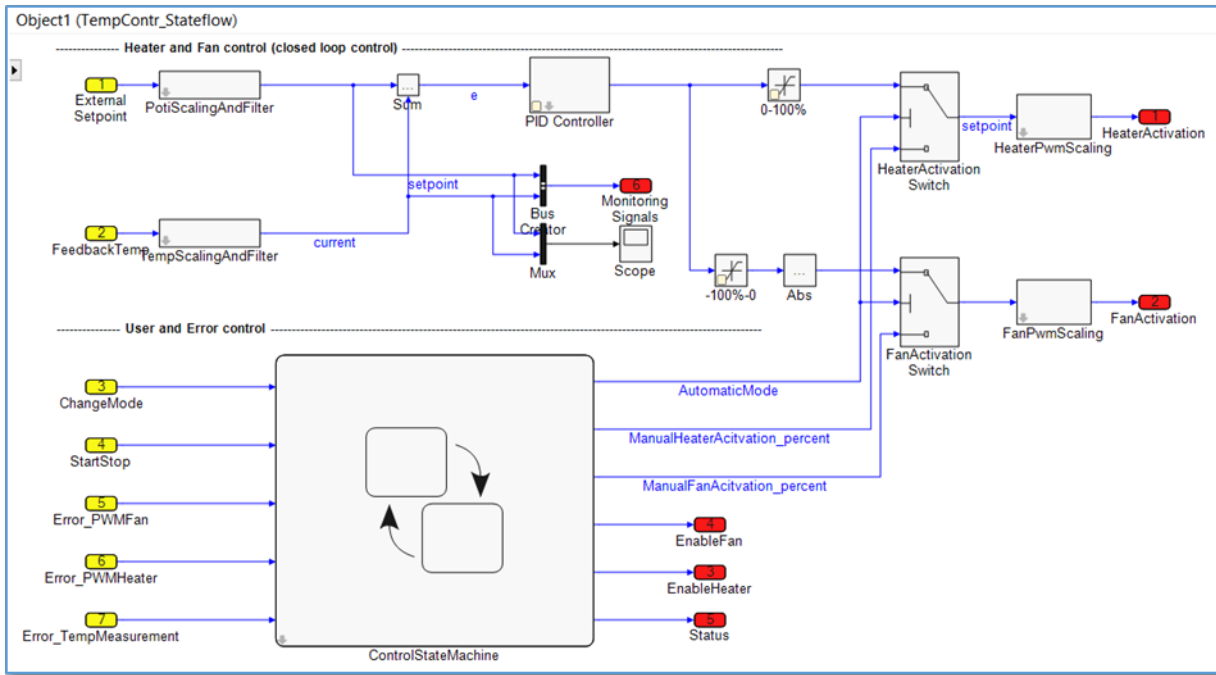 Object1 (TempContr_Stateflow)
--------------- Heater and Fan control (closed loop control) ---------------
1
External
Setpoint
PotiScalingAndFilter
...
Sum
e
PID Controller
0-100%
HeaterActivation
Switch
setpoint
HeaterPwmScaling
1
HeaterActivation
setpoint
Bus
Creator
6
Monitoring
Signals
2
FeedbackTemp
TempScalingAndFilter
current
Mux
Scope
-100%-0
...
Abs
FanActivation
Switch
FanPwmScaling
2
FanActivation
--------------- User and Error control ---------------
3
ChangeMode
4
StartStop
5
Error_PWMFan
6
Error_PWMHeater
7
Error_TempMeasurement
ControlStateMachine
AutomaticMode
ManualHeaterAcitvation_percent
ManualFanAcitvation_percent
4
EnableFan
3
EnableHeater
5
Status